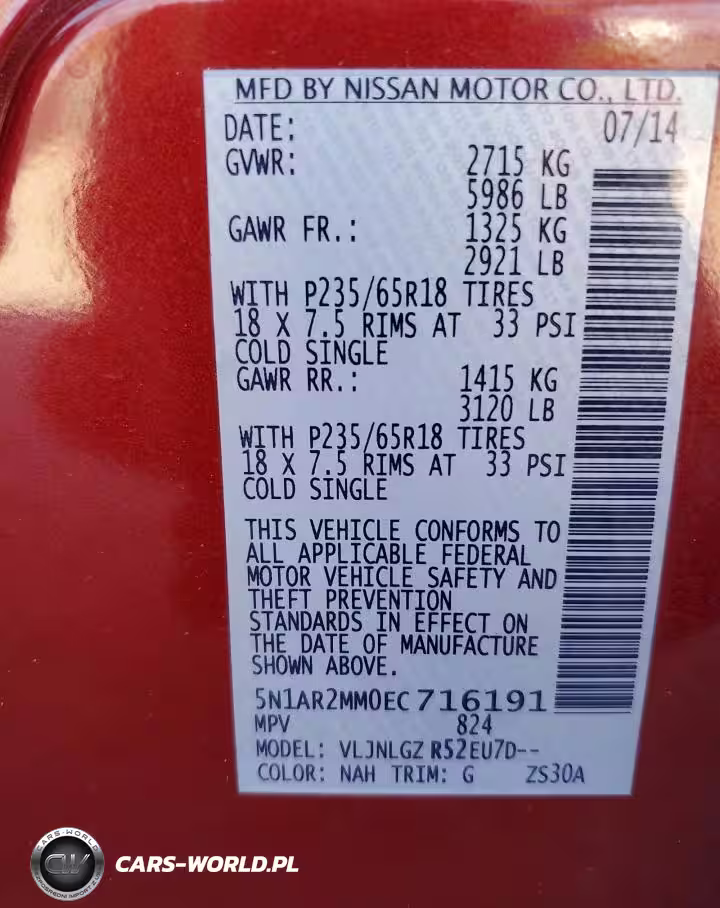 MFD BY NISSAN MOTOR CO., LTD.
DATE: 07/14
GVWR: 2715 KG
5986 LB
GAWR FR.: 1325 KG
2921 LB
WITH P235/65R18 TIRES
18 X 7.5 RIMS AT 33 PSI
COLD SINGLE
GAWR RR.: 1415 KG
3120 LB
WITH P235/65R18 TIRES
18 X 7.5 RIMS AT 33 PSI
COLD SINGLE
THIS VEHICLE CONFORMS TO
ALL APPLICABLE FEDERAL
MOTOR VEHICLE SAFETY AND
THEFT PREVENTION
STANDARDS IN EFFECT ON
THE DATE OF MANUFACTURE
SHOWN ABOVE.
5N1AR2MM0EC716191
MPV 824
MODEL: VLJNLGZ R52EU7D--
COLOR: NAH TRIM: G ZS30A
CARS-WORLD
CW
CARS-WORLD.PL